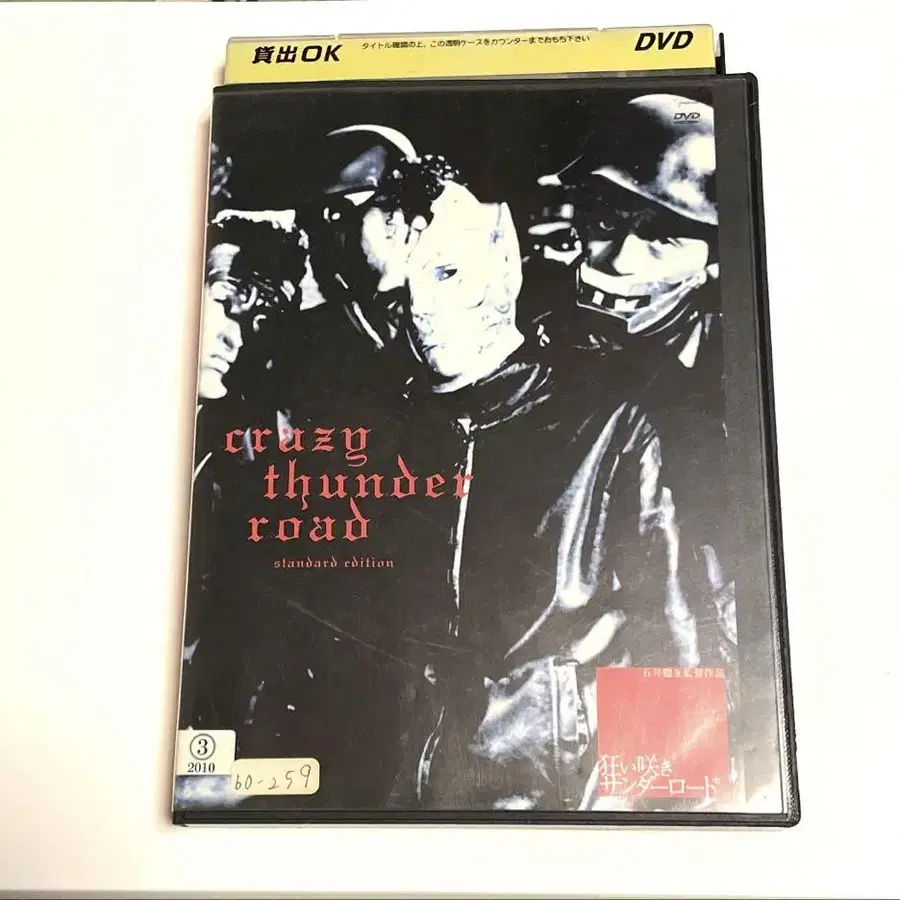 貸出OK
タイトル確認の上、この透明ケースをカウンターまでおもち下さい
DVD
DVD
crazy
thunder
road
standard edition
石井聰亙監督作品
狂い咲き
サンダーロード
3
2010
60-259